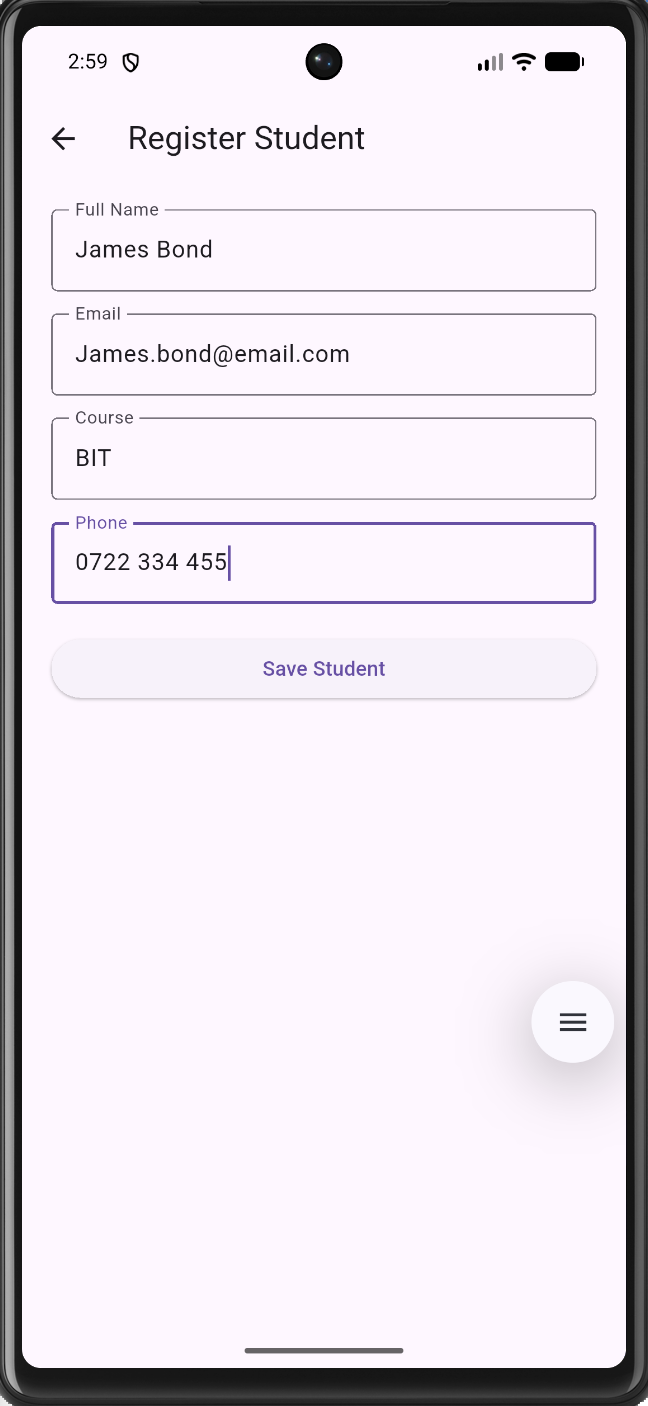 2:59
Register Student
Full Name
James Bond
Email
James.bond@email.com
Course
BIT
Phone
0722 334 455
Save Student